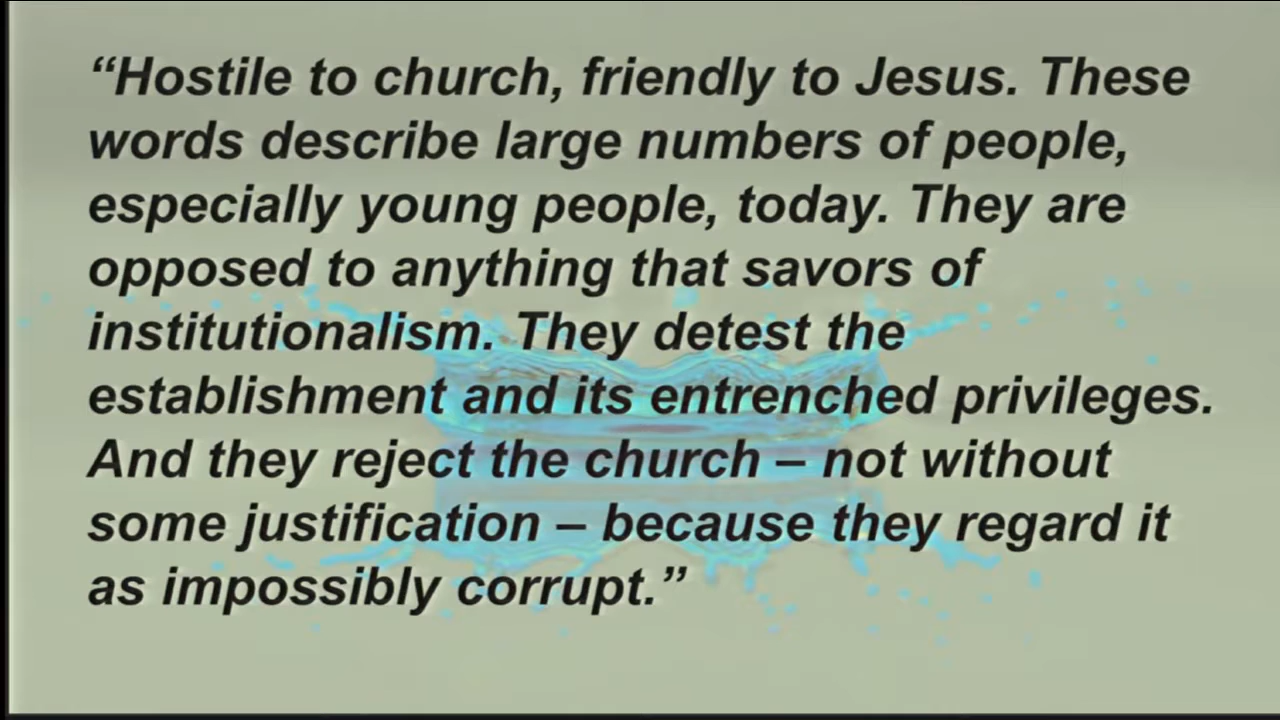 “Hostile to church, friendly to Jesus. These
words describe large numbers of people,
especially young people, today. They are
opposed to anything that savors of
institutionalism. They detest the
establishment and its entrenched privileges.
And they reject the church – not without
some justification – because they regard it
as impossibly corrupt.”